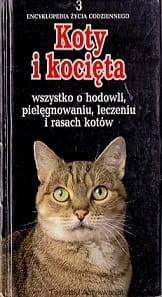 3
ENCYKLOPEDIA ŻYCIA CODZIENNEGO
Koty
i kocięta
wszystko o hodowli,
pielęgnowaniu, leczeniu
i rasach kotów